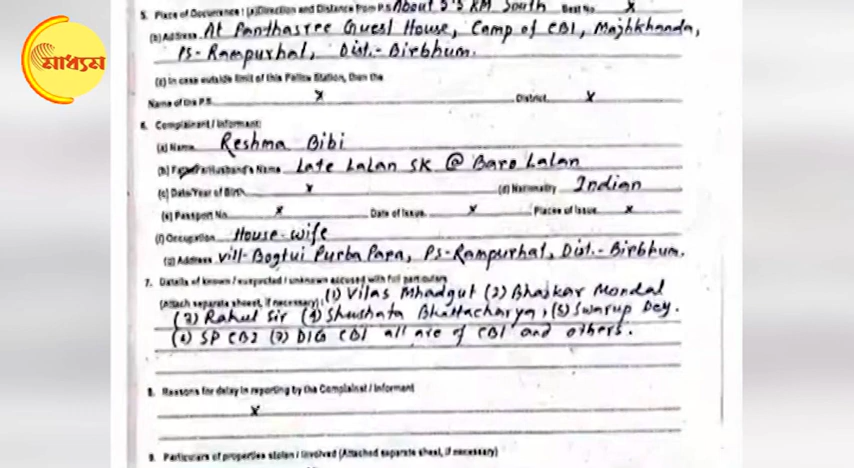 মাধ্যম
5. Place of Occurrence : (a)Direction and Distance from P.S About 5'5 KM South Beat No X
(b) Address At Panthasree Guest House, Camp of CBI, Majhkhanda,
PS- Rampurhat, Dist.- Birbhum.
(c) In case outside limit of this Police Station, then the
Name of the P.S. X District X
6. Complainant / Informant:
(a) Name Reshma Bibi
(b) Father's/Husband's Name Late Lalan SK @ Baro Lalan
(c) Date/Year of Birth X (d) Nationality Indian
(e) Passport No. X Date of Issue X Place of Issue X
(f) Occupation House-wife
(g) Address Vill-Bogtui Purba Para, PS-Rampurhat, Dist.- Birbhum.
7. Details of known / suspected / unknown accused with full particulars
(Attach separate sheet, if necessary) : (1) Vilas Mhadgut (2) Bhaskar Mondal
(3) Rahul Sir (4) Shushata Bhattacharya, (5) Swarup Dey.
(6) SP CBI (7) DIG CBI all are of CBI and others.
8. Reasons for delay in reporting by the Complainat / Informant
X
9. Particulars of properties stolen / involved (Attached separate sheet, if necessary)